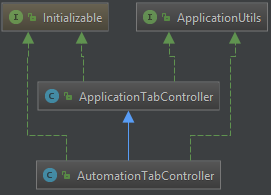 I Initializable
I ApplicationUtils
C ApplicationTabController
C AutomationTabController